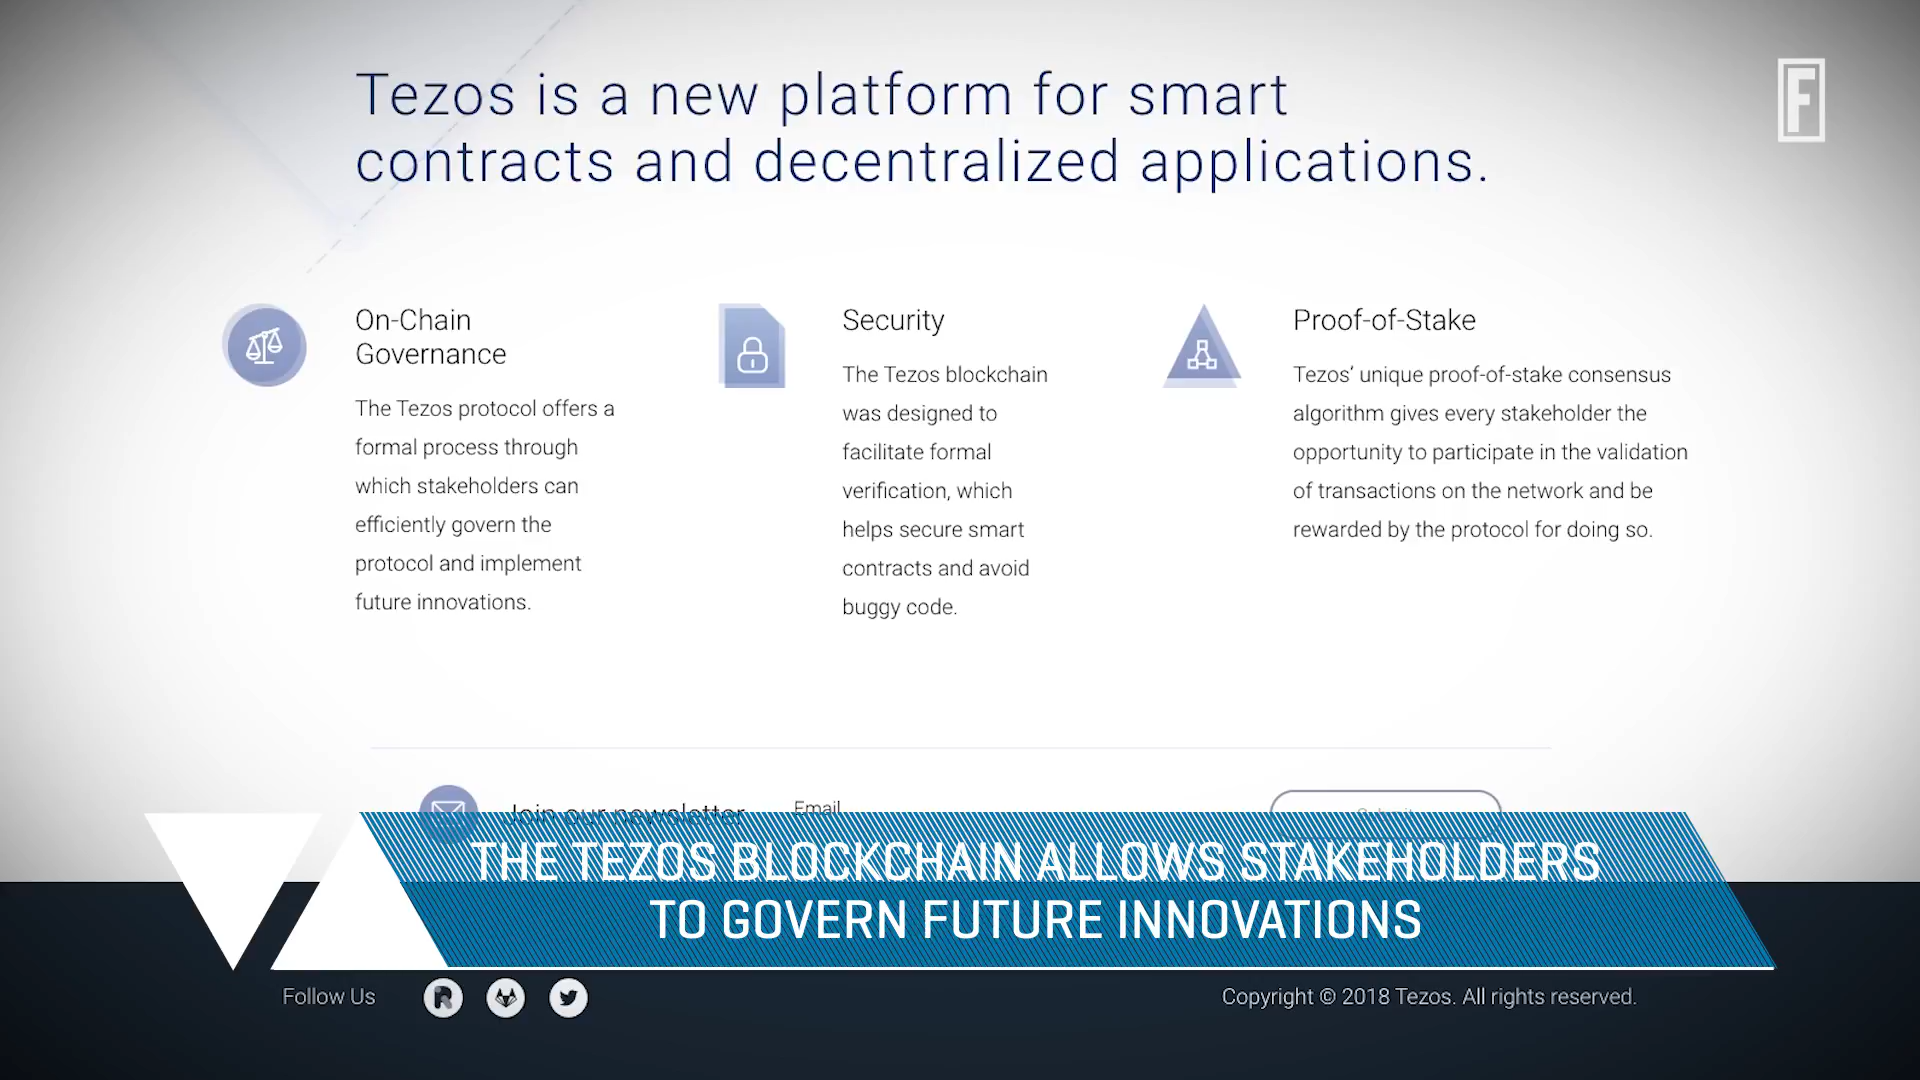 Tezos is a new platform for smart
contracts and decentralized applications.
F
On-Chain
Governance
The Tezos protocol offers a
formal process through
which stakeholders can
efficiently govern the
protocol and implement
future innovations.
Security
The Tezos blockchain
was designed to
facilitate formal
verification, which
helps secure smart
contracts and avoid
buggy code.
Proof-of-Stake
Tezos’ unique proof-of-stake consensus
algorithm gives every stakeholder the
opportunity to participate in the validation
of transactions on the network and be
rewarded by the protocol for doing so.
Join our newsletter
Email
Submit
THE TEZOS BLOCKCHAIN ALLOWS STAKEHOLDERS
TO GOVERN FUTURE INNOVATIONS
Follow Us
Copyright © 2018 Tezos. All rights reserved.